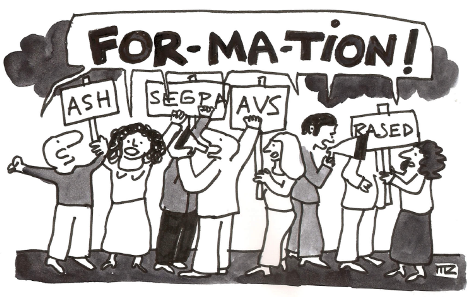 FOR-MA-TiON!
ASH
SEGPA
AVS
RASED
MZ